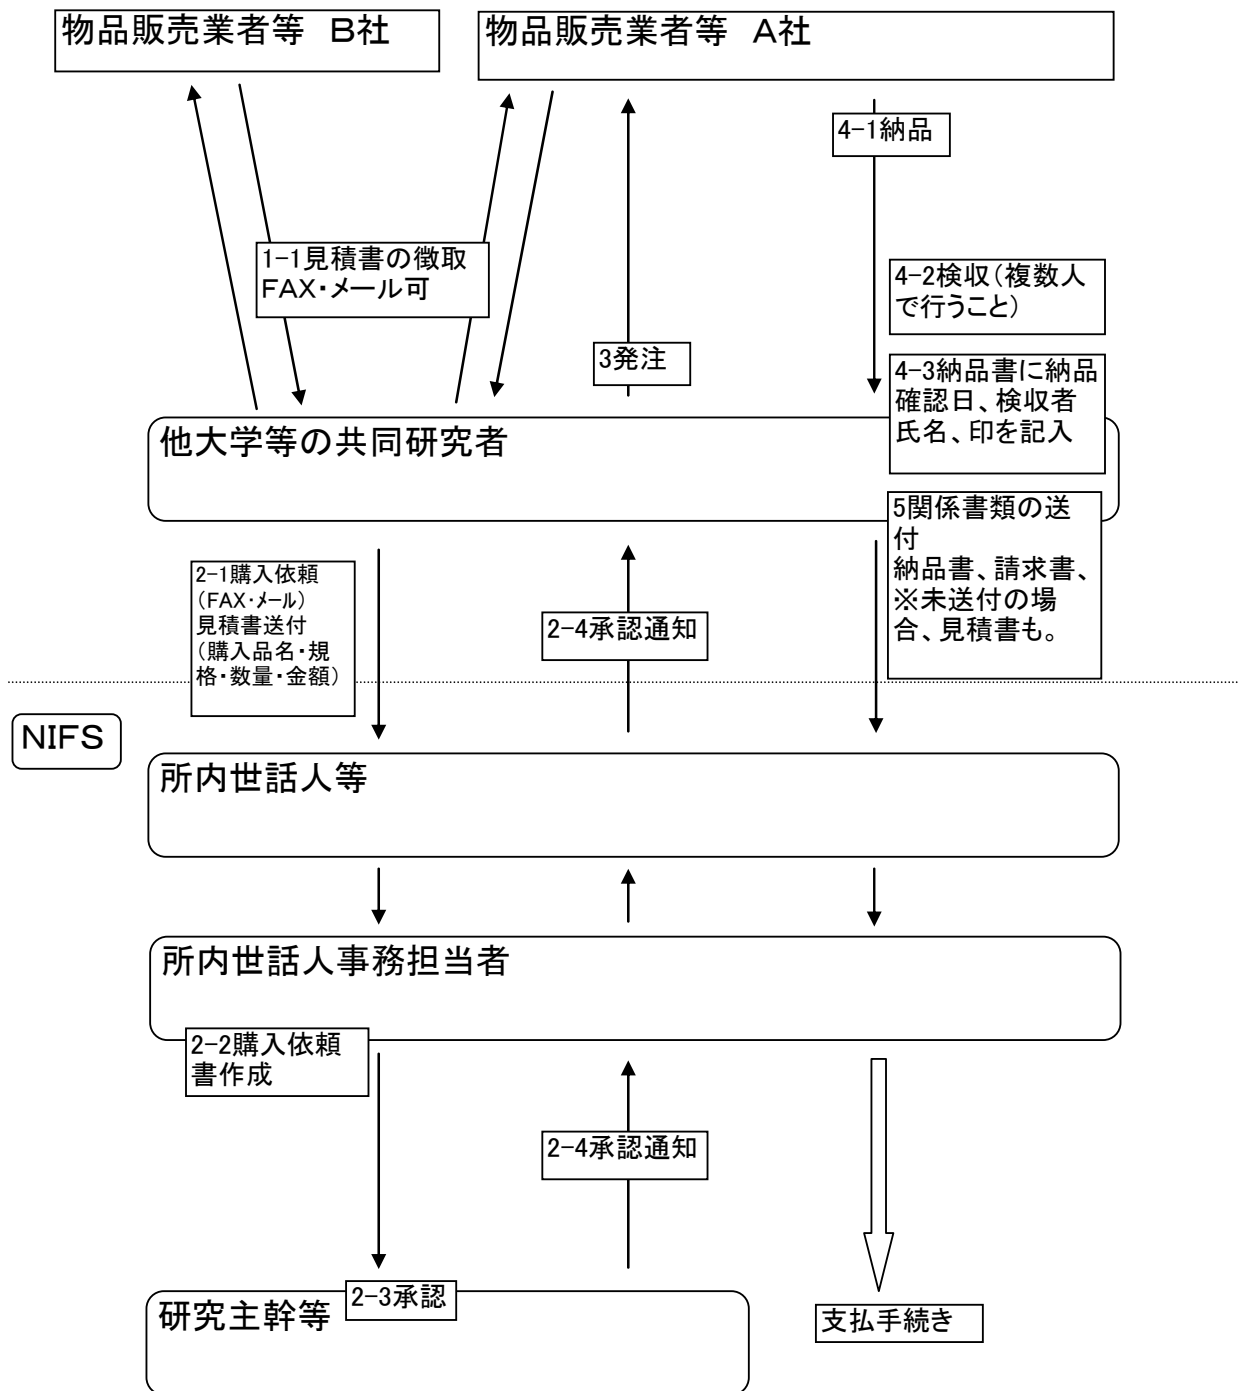 物品販売業者等　B社
物品販売業者等　A社
4-1納品
1-1見積書の徴取
FAX・メール可
4-2検収(複数人
で行うこと)
3発注
4-3納品書に納品
確認日、検収者
氏名、印を記入
他大学等の共同研究者
5関係書類の送
付
納品書、請求書、
※未送付の場
合、見積書も。
2-1購入依頼
(FAX・メール)
見積書送付
(購入品名・規
格・数量・金額)
2-4承認通知
NIFS
所内世話人等
所内世話人事務担当者
2-2購入依頼
書作成
2-4承認通知
2-3承認
研究主幹等
支払手続き